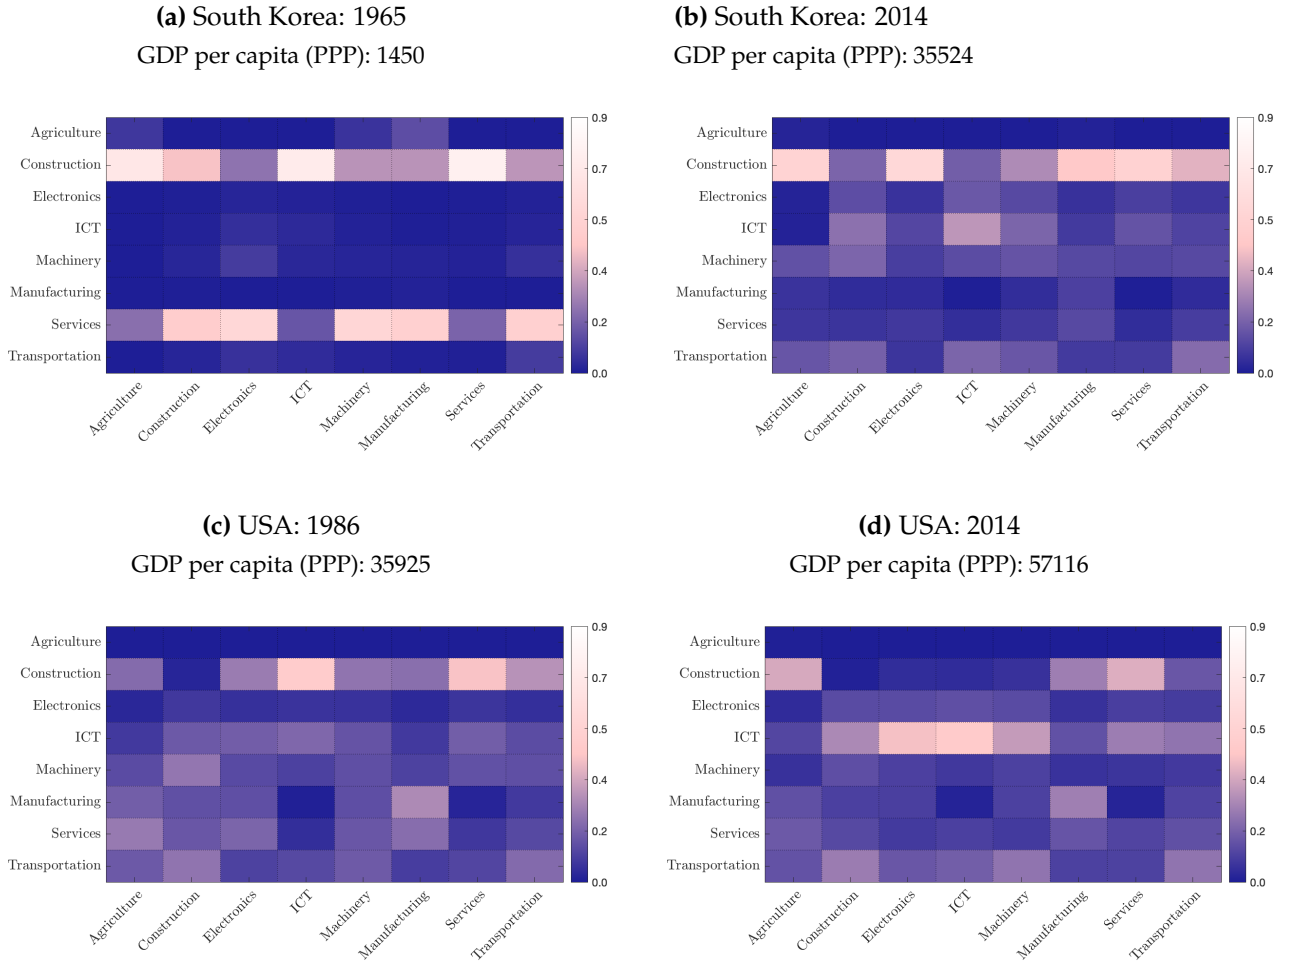 (a) South Korea: 1965
GDP per capita (PPP): 1450
Agriculture
Construction
Electronics
ICT
Machinery
Manufacturing
Services
Transportation
Agriculture
Construction
Electronics
ICT
Machinery
Manufacturing
Services
Transportation
0.9
0.7
0.5
0.4
0.2
0.0
(b) South Korea: 2014
GDP per capita (PPP): 35524
Agriculture
Construction
Electronics
ICT
Machinery
Manufacturing
Services
Transportation
Agriculture
Construction
Electronics
ICT
Machinery
Manufacturing
Services
Transportation
0.9
0.7
0.5
0.4
0.2
0.0
(c) USA: 1986
GDP per capita (PPP): 35925
Agriculture
Construction
Electronics
ICT
Machinery
Manufacturing
Services
Transportation
Agriculture
Construction
Electronics
ICT
Machinery
Manufacturing
Services
Transportation
0.9
0.7
0.5
0.4
0.2
0.0
(d) USA: 2014
GDP per capita (PPP): 57116
Agriculture
Construction
Electronics
ICT
Machinery
Manufacturing
Services
Transportation
Agriculture
Construction
Electronics
ICT
Machinery
Manufacturing
Services
Transportation
0.9
0.7
0.5
0.4
0.2
0.0